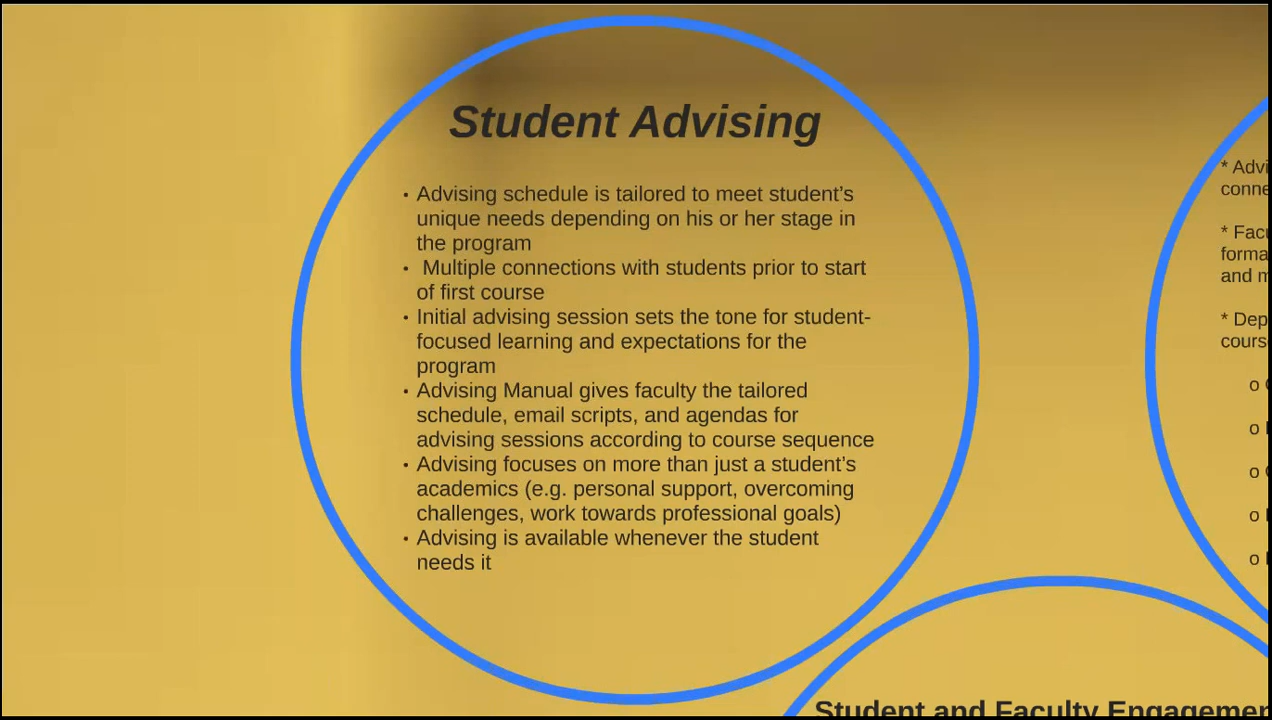 Student Advising
• Advising schedule is tailored to meet student’s
unique needs depending on his or her stage in
the program
• Multiple connections with students prior to start
of first course
• Initial advising session sets the tone for student-
focused learning and expectations for the
program
• Advising Manual gives faculty the tailored
schedule, email scripts, and agendas for
advising sessions according to course sequence
• Advising focuses on more than just a student’s
academics (e.g. personal support, overcoming
challenges, work towards professional goals)
• Advising is available whenever the student
needs it
*
*
and
*
o
o
o
o
o
Student and Faculty